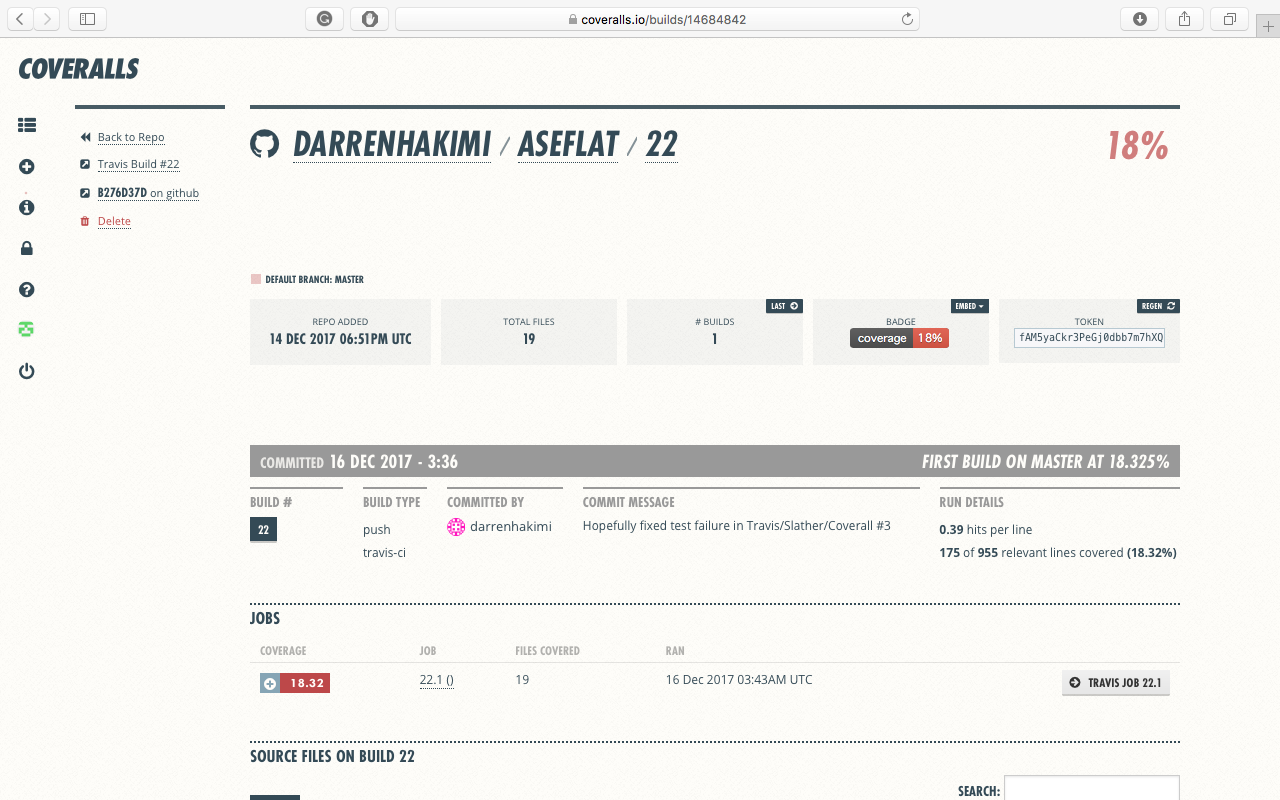 coveralls.io/builds/14684842
COVERALLS
Back to Repo
Travis Build #22
B276D37D on github
Delete
DARRENHAKIMI / ASEFLAT / 22
18%
DEFAULT BRANCH: MASTER
REPO ADDED
14 DEC 2017 06:51PM UTC
TOTAL FILES
19
LAST
# BUILDS
1
EMBED
BADGE
coverage 18%
REGEN
TOKEN
fAM5yaCkr3PeGj0dbb7m7hXQ
COMMITTED 16 DEC 2017 - 3:36
FIRST BUILD ON MASTER AT 18.325%
BUILD #
22
BUILD TYPE
push
travis-ci
COMMITTED BY
darrenhakimi
COMMIT MESSAGE
Hopefully fixed test failure in Travis/Slather/Coverall #3
RUN DETAILS
0.39 hits per line
175 of 955 relevant lines covered (18.32%)
JOBS
COVERAGE JOB FILES COVERED RAN
18.32 22.1 () 19 16 Dec 2017 03:43AM UTC TRAVIS JOB 22.1
SOURCE FILES ON BUILD 22
SEARCH: